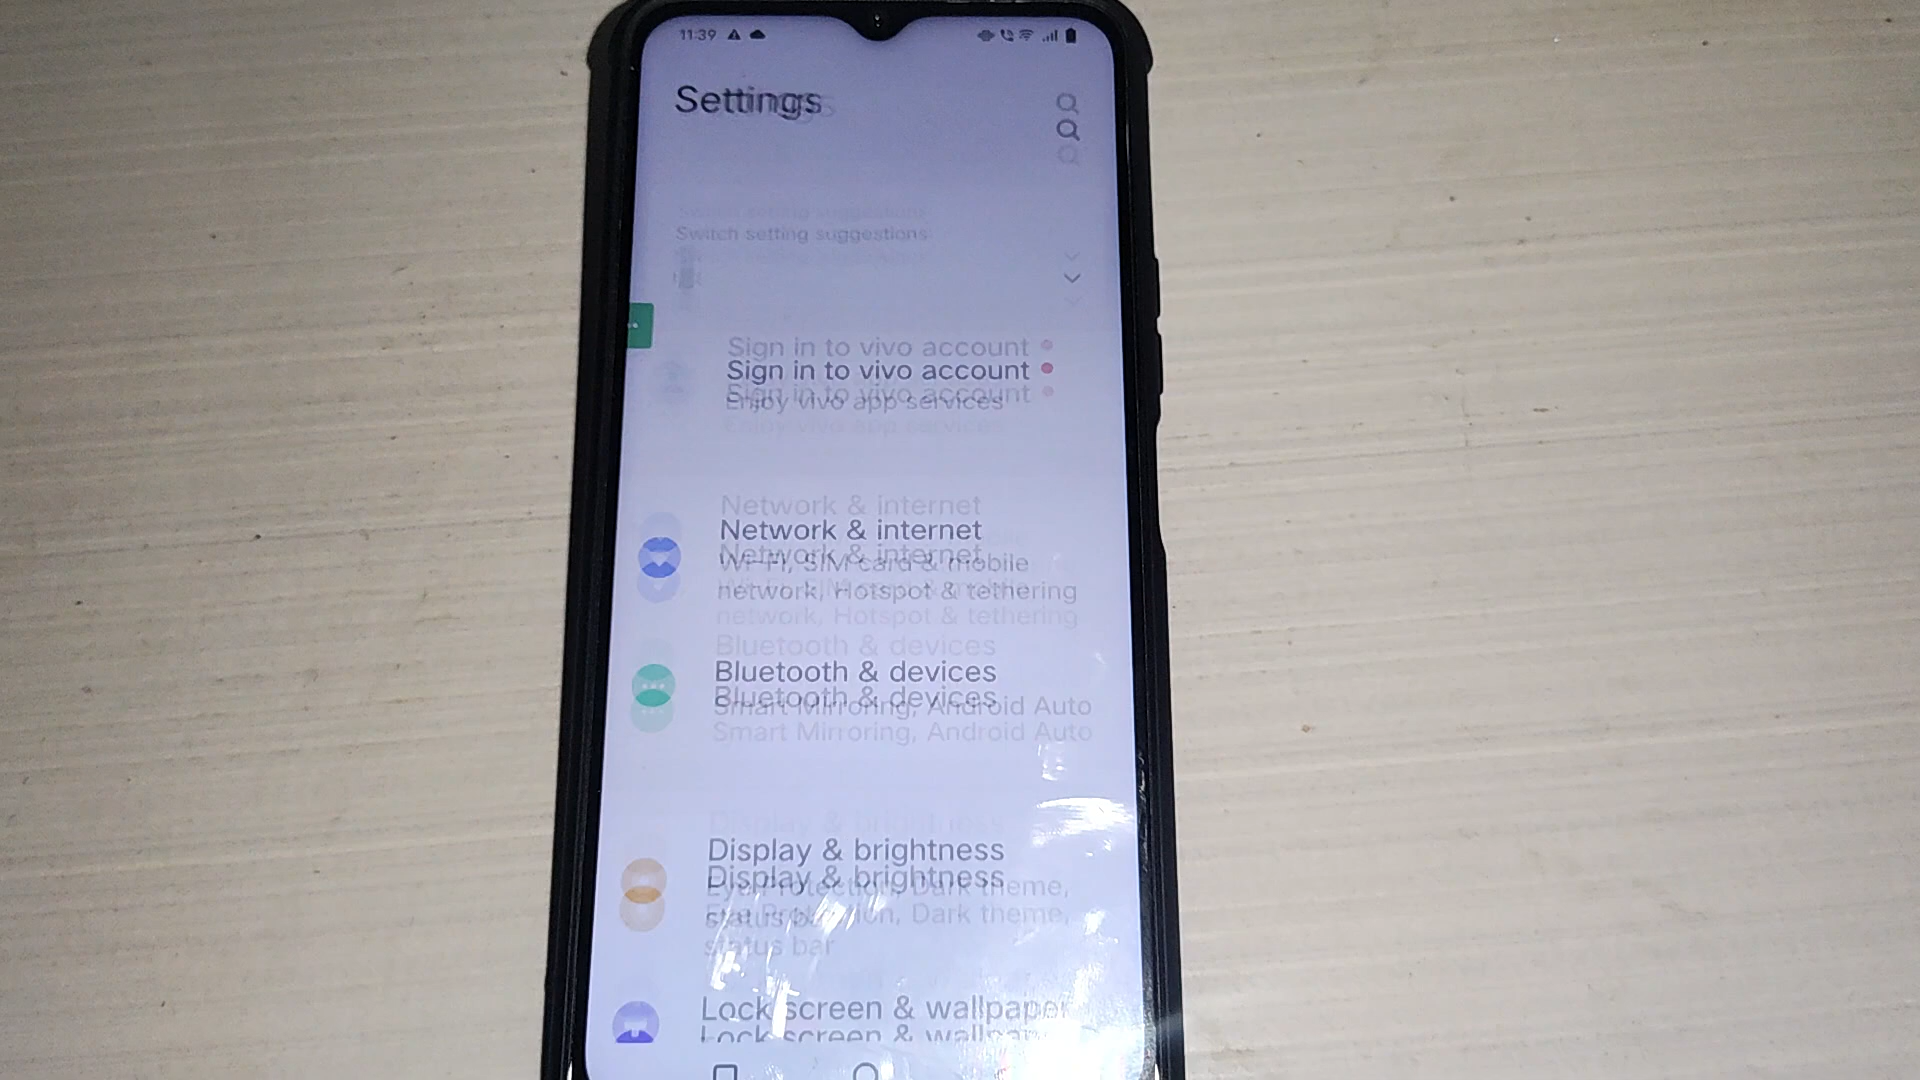 11:39
Settings
Switch setting suggestions
Sign in to vivo account
Enjoy vivo app services
Network & internet
Wi-Fi, SIM card & mobile
network, Hotspot & tethering
Bluetooth & devices
Smart Mirroring, Android Auto
Display & brightness
Eye Protection, Dark theme,
status bar
Lock screen & wallpaper